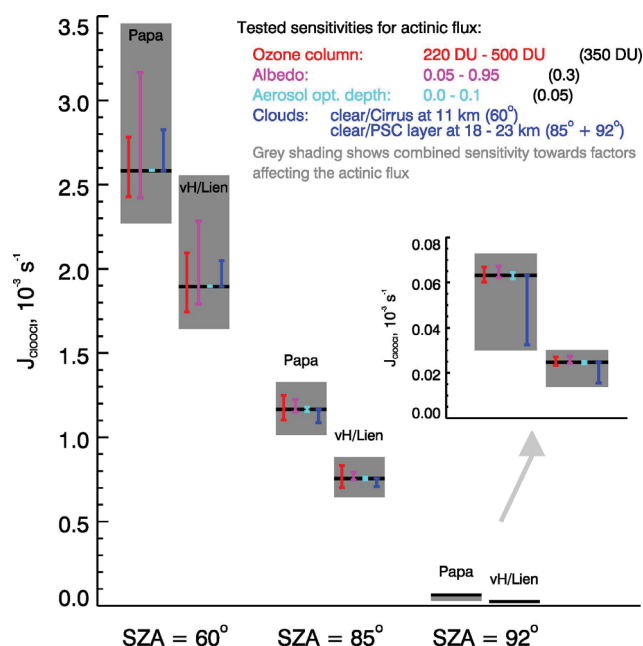 3.5
3.0
2.5
2.0
1.5
1.0
0.5
0.0
J_ClOOCl, 10^-3 s^-1
Papa
vH/Lien
Tested sensitivities for actinic flux:
Ozone column: 220 DU - 500 DU (350 DU)
Albedo: 0.05 - 0.95 (0.3)
Aerosol opt. depth: 0.0 - 0.1 (0.05)
Clouds: clear/Cirrus at 11 km (60°)
clear/PSC layer at 18 - 23 km (85° + 92°)
Grey shading shows combined sensitivity towards factors
affecting the actinic flux
0.08
0.06
0.04
0.02
0.00
J_ClOOCl, 10^-3 s^-1
Papa
vH/Lien
Papa
vH/Lien
SZA = 60° SZA = 85° SZA = 92°